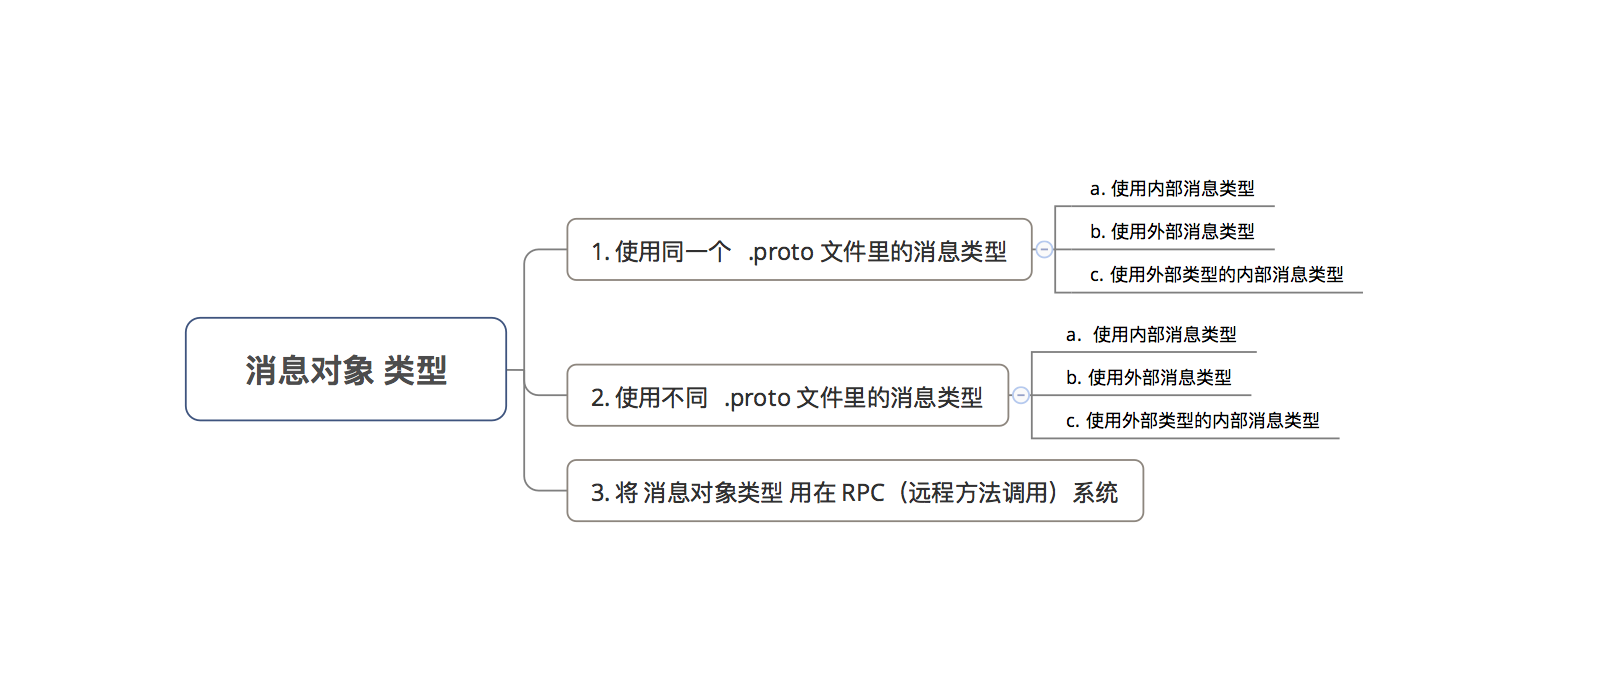 消息对象 类型
1. 使用同一个 .proto 文件里的消息类型
a. 使用内部消息类型
b. 使用外部消息类型
c. 使用外部类型的内部消息类型
2. 使用不同 .proto 文件里的消息类型
a. 使用内部消息类型
b. 使用外部消息类型
c. 使用外部类型的内部消息类型
3. 将 消息对象类型 用在 RPC（远程方法调用）系统